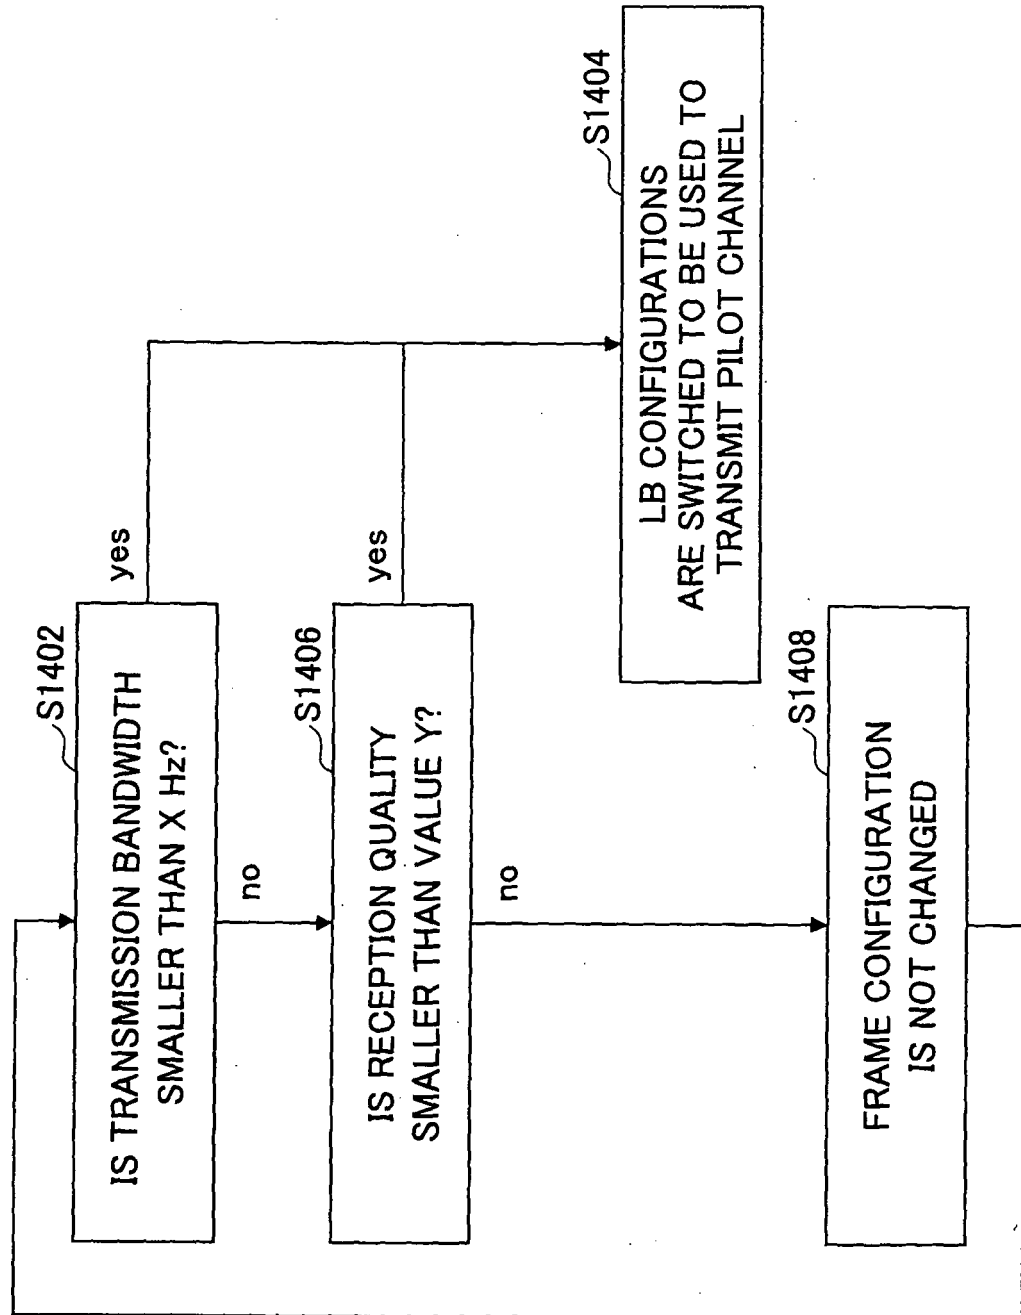 S1402
IS TRANSMISSION BANDWIDTH
SMALLER THAN X Hz?
yes
no
S1406
IS RECEPTION QUALITY
SMALLER THAN VALUE Y?
yes
no
S1404
LB CONFIGURATIONS
ARE SWITCHED TO BE USED TO
TRANSMIT PILOT CHANNEL
S1408
FRAME CONFIGURATION
IS NOT CHANGED